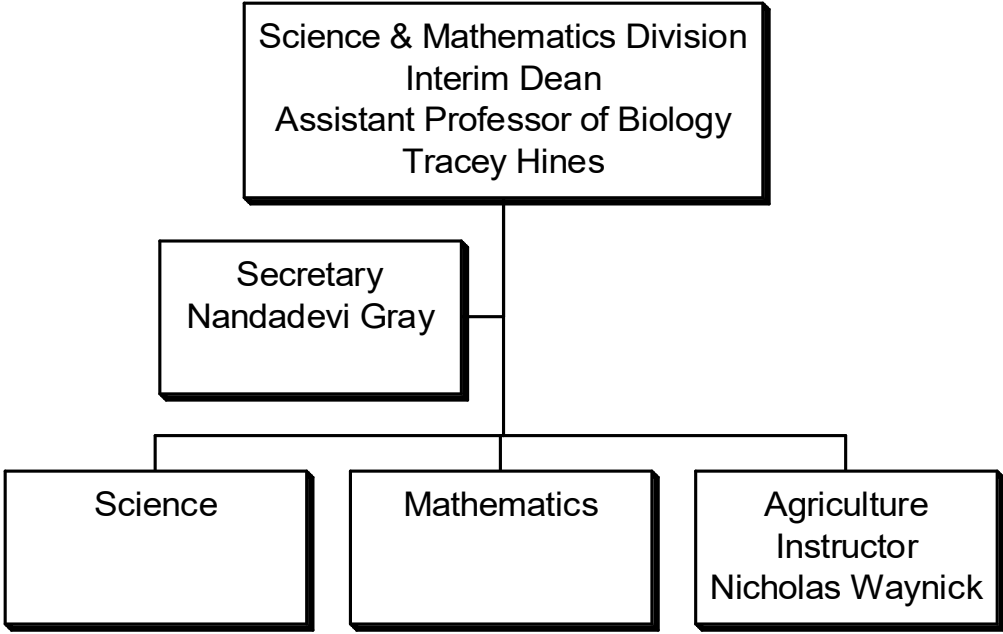 Science & Mathematics Division
Interim Dean
Assistant Professor of Biology
Tracey Hines
Secretary
Nandadevi Gray
Science
Mathematics
Agriculture
Instructor
Nicholas Waynick